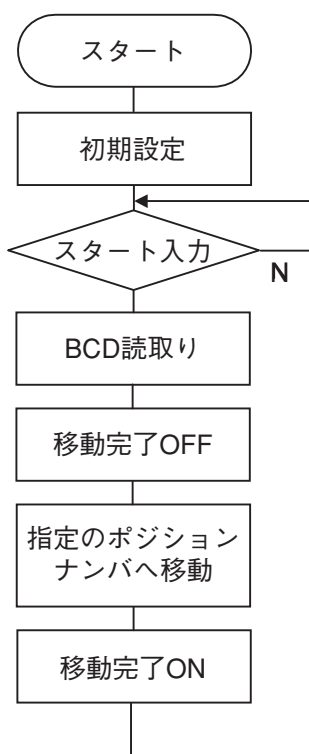 スタート
初期設定
スタート入力
N
BCD読取り
移動完了OFF
指定のポジション
ナンバへ移動
移動完了ON